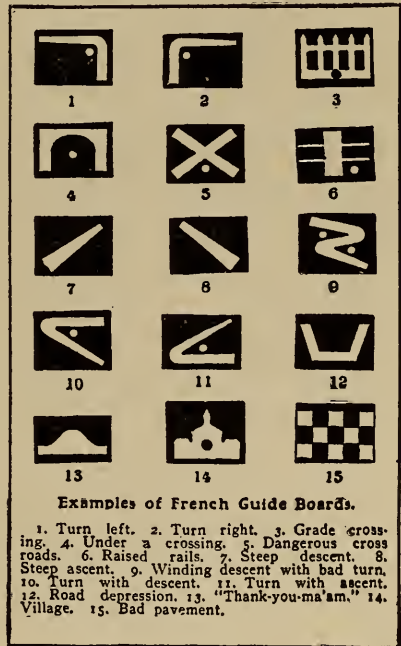 1 2 3
4 5 6
7 8 9
10 11 12
13 14 15
Examples of French Guide Boards.
1. Turn left. 2. Turn right. 3. Grade cross-
ing. 4. Under a crossing. 5. Dangerous cross
roads. 6. Raised rails. 7. Steep descent. 8.
Steep ascent. 9. Winding descent with bad turn.
10. Turn with descent. 11. Turn with ascent.
12. Road depression. 13. "Thank-you-ma'am." 14.
Village. 15. Bad pavement.